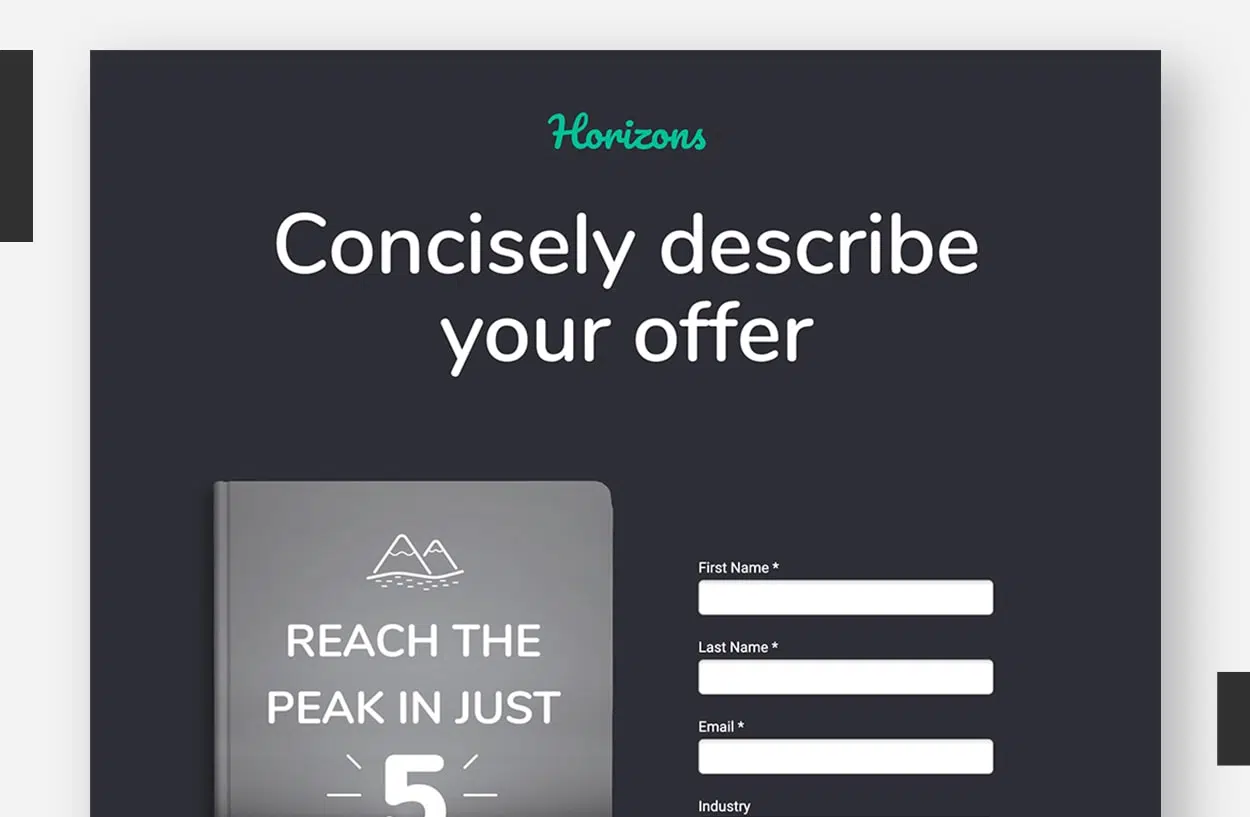 Horizons
Concisely describe
your offer
REACH THE
PEAK IN JUST
5
First Name *
Last Name *
Email *
Industry